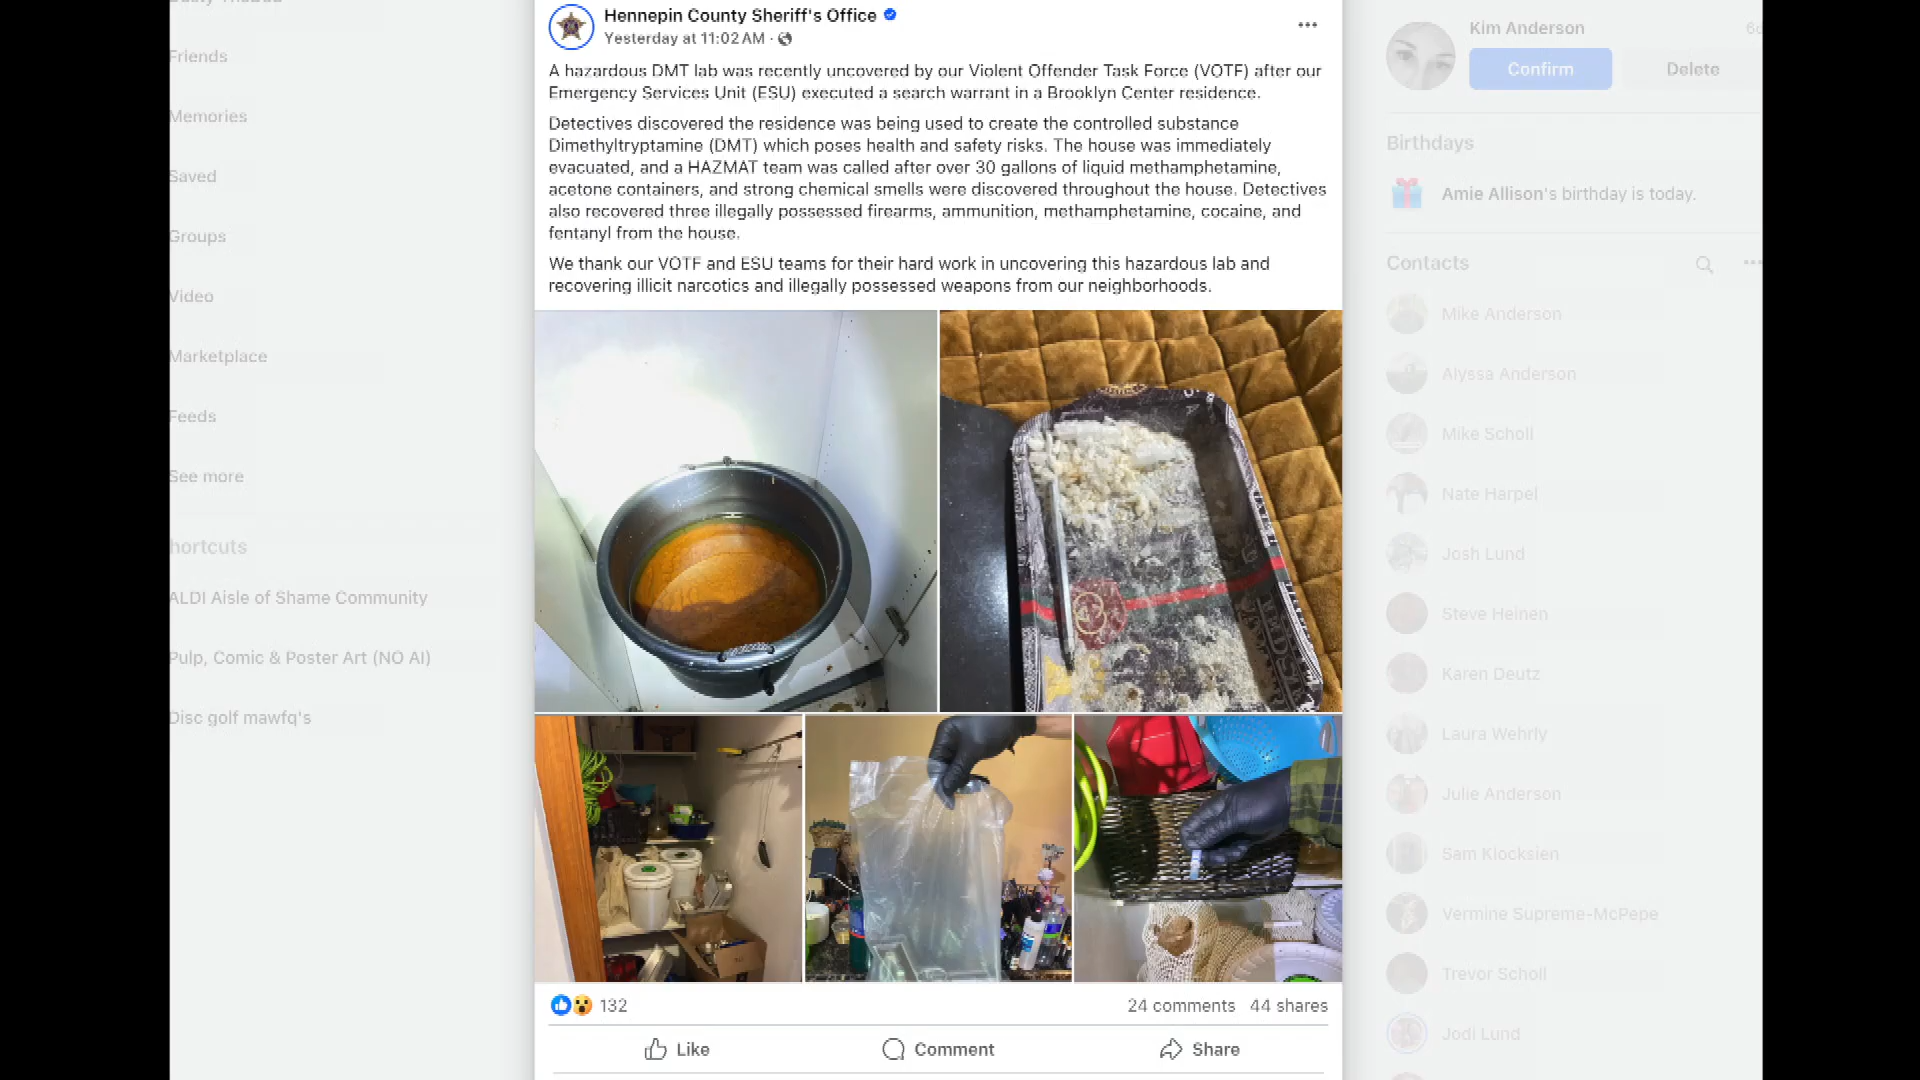 Friends
Memories
Saved
Groups
Video
Marketplace
Feeds
See more
hortcuts
ALDI Aisle of Shame Community
Pulp, Comic & Poster Art (NO AI)
Disc golf mawfq's
Hennepin County Sheriff's Office
Yesterday at 11:02 AM ·
A hazardous DMT lab was recently uncovered by our Violent Offender Task Force (VOTF) after our
Emergency Services Unit (ESU) executed a search warrant in a Brooklyn Center residence.
Detectives discovered the residence was being used to create the controlled substance
Dimethyltryptamine (DMT) which poses health and safety risks. The house was immediately
evacuated, and a HAZMAT team was called after over 30 gallons of liquid methamphetamine,
acetone containers, and strong chemical smells were discovered throughout the house. Detectives
also recovered three illegally possessed firearms, ammunition, methamphetamine, cocaine, and
fentanyl from the house.
We thank our VOTF and ESU teams for their hard work in uncovering this hazardous lab and
recovering illicit narcotics and illegally possessed weapons from our neighborhoods.
132
24 comments 44 shares
Like Comment Share
Kim Anderson
Confirm Delete
Birthdays
Amie Allison's birthday is today.
Contacts
Mike Anderson
Alyssa Anderson
Mike Scholl
Nate Harpel
Josh Lund
Steve Heinen
Karen Deutz
Laura Wehrly
Julie Anderson
Sam Klocksien
Vermine Supreme-McPepe
Trevor Scholl
Jodi Lund